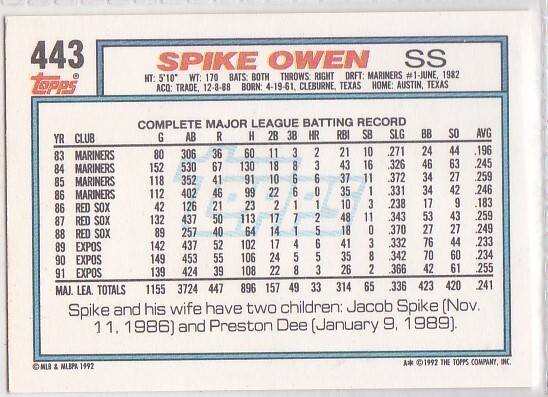 443 SPIKE OWEN SS
Topps®
HT: 5'10" WT: 170 BATS: BOTH THROWS: RIGHT DRFT: MARINERS #1-JUNE, 1982
ACQ: TRADE, 12-8-88 BORN: 4-19-61, CLEBURNE, TEXAS HOME: AUSTIN, TEXAS
COMPLETE MAJOR LEAGUE BATTING RECORD
YR CLUB G AB R H 2B 3B HR RBI SB SLG BB SO AVG
83 MARINERS 80 306 36 60 11 3 2 21 10 .271 24 44 .196
84 MARINERS 152 530 67 130 18 8 3 43 16 .326 46 63 .245
85 MARINERS 118 352 41 91 10 6 6 37 11 .372 34 27 .259
86 MARINERS 112 402 46 99 22 6 0 35 1 .331 34 42 .246
86 RED SOX 42 126 21 23 2 1 1 10 3 .238 17 9 .183
87 RED SOX 132 437 50 113 17 7 2 48 11 .343 53 43 .259
88 RED SOX 89 257 40 64 14 1 5 18 0 .370 27 27 .249
89 EXPOS 142 437 52 102 17 4 6 41 3 .332 76 44 .233
90 EXPOS 149 453 55 106 24 5 5 35 8 .342 70 60 .234
91 EXPOS 139 424 39 108 22 8 3 26 2 .366 42 61 .255
MAJ. LEA. TOTALS 1155 3724 447 896 157 49 33 314 65 .336 423 420 .241
Topps
Spike and his wife have two children: Jacob Spike (Nov.
11, 1986) and Preston Dee (January 9, 1989).
© MLB & MLBPA 1992 A* © 1992 THE TOPPS COMPANY, INC.